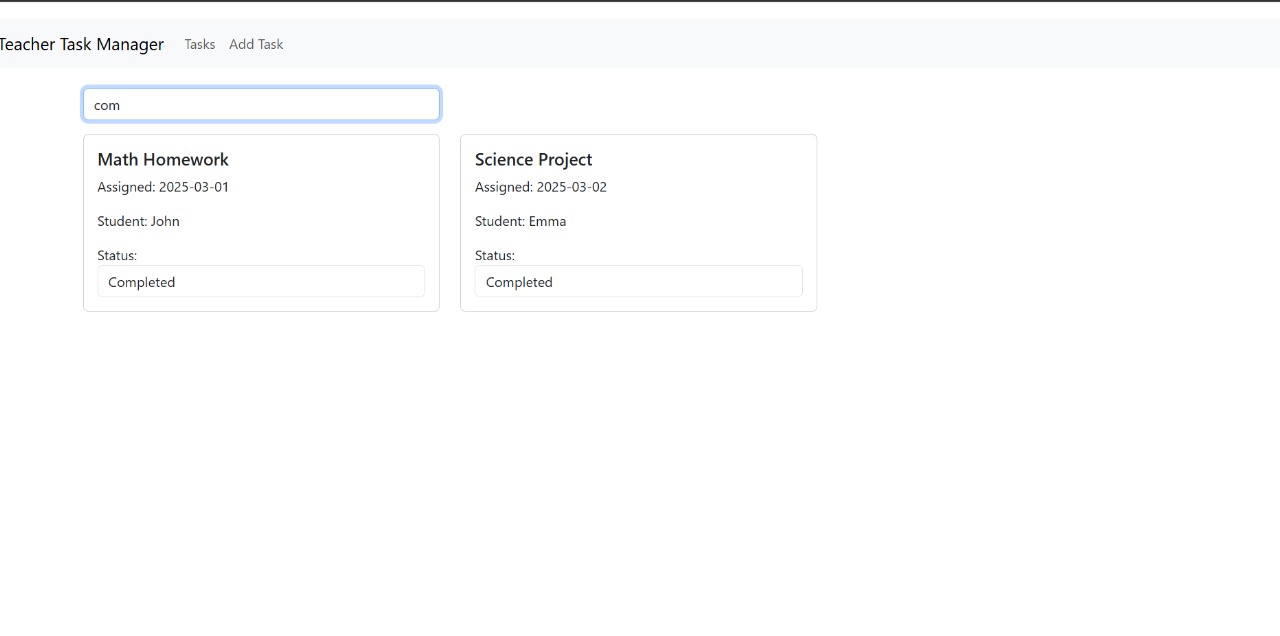 Teacher Task Manager Tasks Add Task
com
Math Homework
Assigned: 2025-03-01
Student: John
Status:
Completed
Science Project
Assigned: 2025-03-02
Student: Emma
Status:
Completed